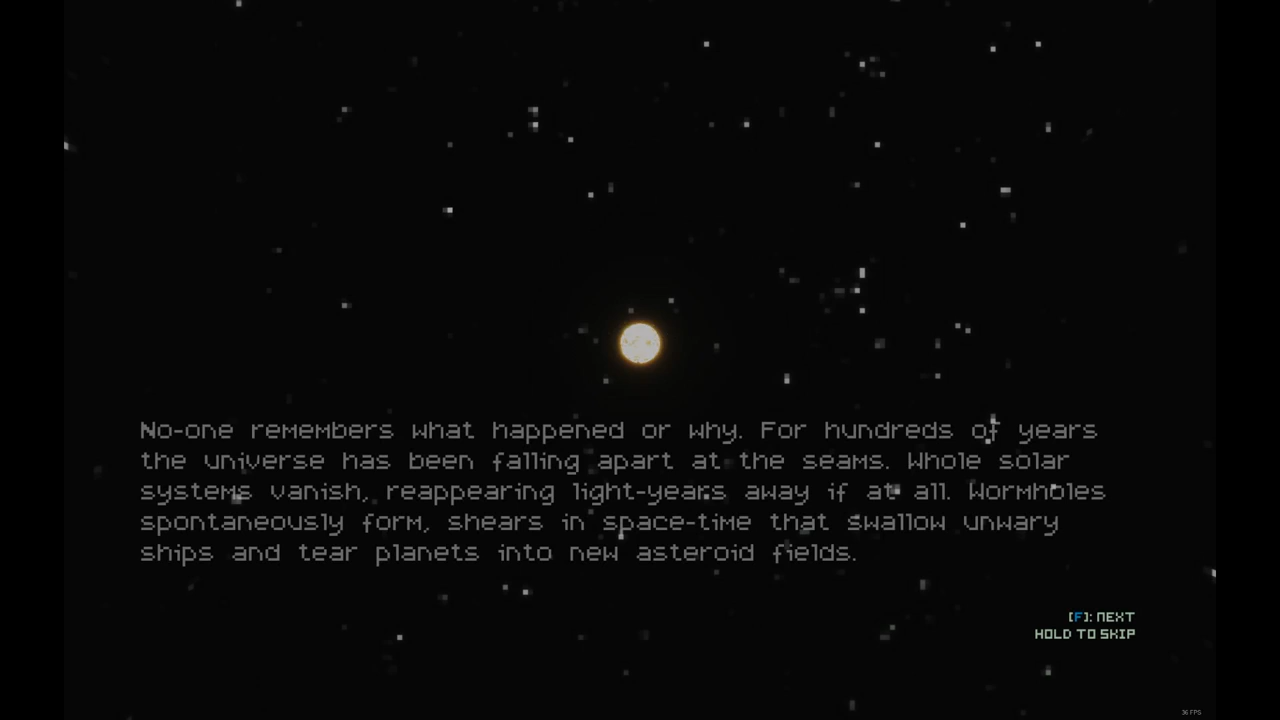 No-one remembers what happened or why. For hundreds of years
the universe has been falling apart at the seams. Whole solar
systems vanish, reappearing light-years away if at all. Wormholes
spontaneously form, shears in space-time that swallow unwary
ships and tear planets into new asteroid fields.
[F]: NEXT
HOLD TO SKIP
36 FPS